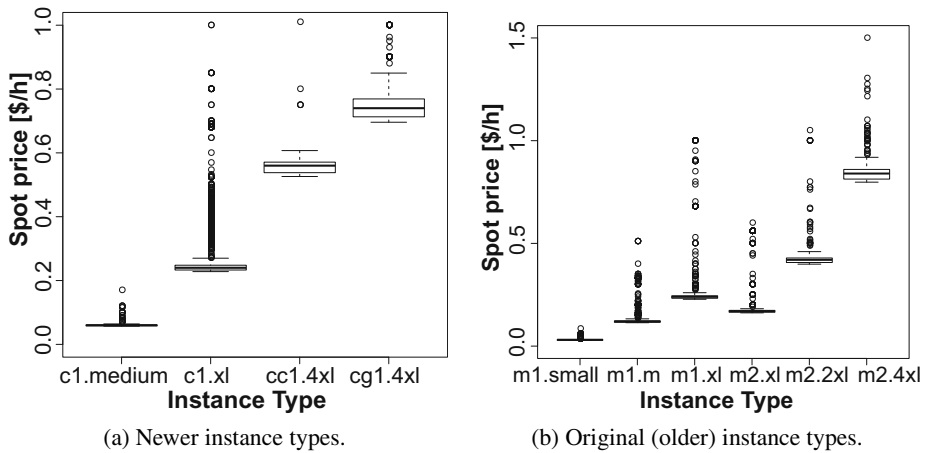 Spot price [$/h]
1.0
0.8
0.6
0.4
0.2
0.0
c1.medium c1.xl cc1.4xl cg1.4xl
Instance Type
(a) Newer instance types.
Spot price [$/h]
1.5
1.0
0.5
0.0
m1.small m1.m m1.xl m2.xl m2.2xl m2.4xl
Instance Type
(b) Original (older) instance types.